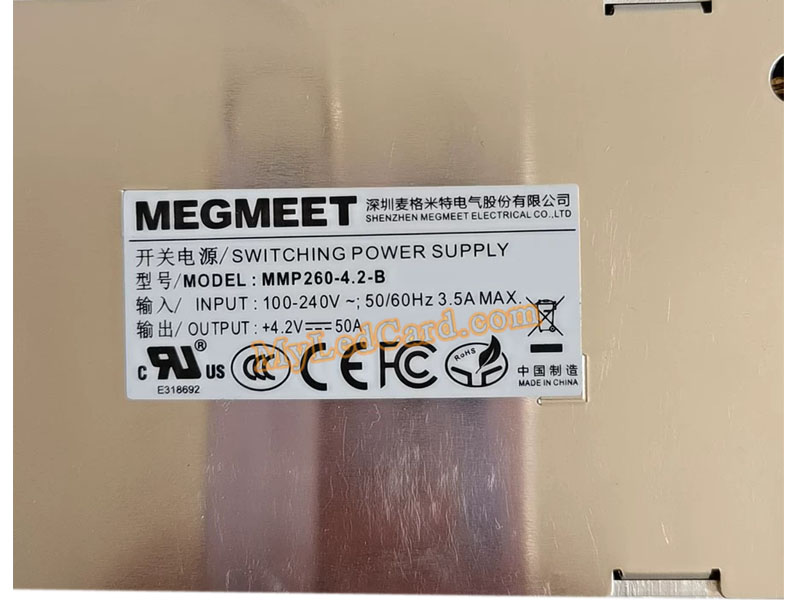 MEGMEET 深圳麦格米特电气股份有限公司
SHENZHEN MEGMEET ELECTRICAL CO.,LTD
开关电源/SWITCHING POWER SUPPLY
型号/MODEL : MMP260-4.2-B
输入/ INPUT : 100-240V ~; 50/60Hz 3.5A MAX.
输出/ OUTPUT : +4.2V⎓50A
MyLedCard.com
c RU ® US CCC CE FC RoHS
E318692
中国制造
MADE IN CHINA